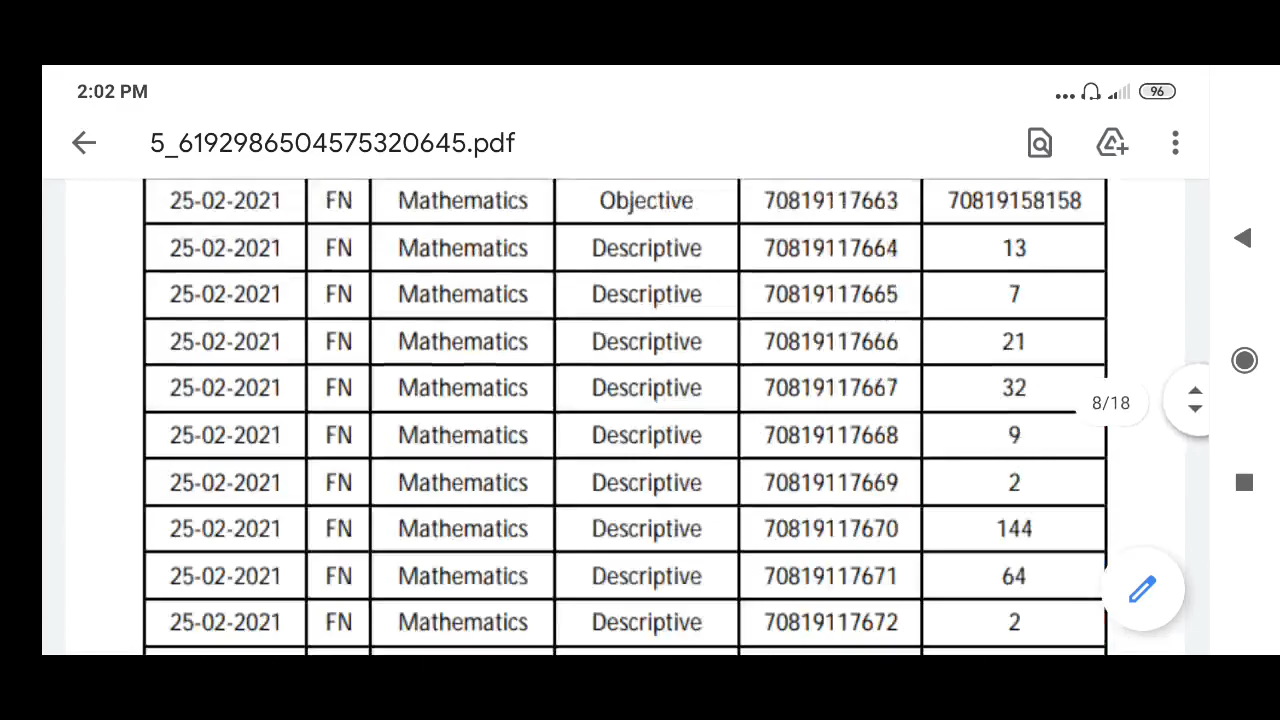 2:02 PM 96
5_6192986504575320645.pdf
25-02-2021 FN Mathematics Objective 70819117663 70819158158
25-02-2021 FN Mathematics Descriptive 70819117664 13
25-02-2021 FN Mathematics Descriptive 70819117665 7
25-02-2021 FN Mathematics Descriptive 70819117666 21
25-02-2021 FN Mathematics Descriptive 70819117667 32
8/18
25-02-2021 FN Mathematics Descriptive 70819117668 9
25-02-2021 FN Mathematics Descriptive 70819117669 2
25-02-2021 FN Mathematics Descriptive 70819117670 144
25-02-2021 FN Mathematics Descriptive 70819117671 64
25-02-2021 FN Mathematics Descriptive 70819117672 2